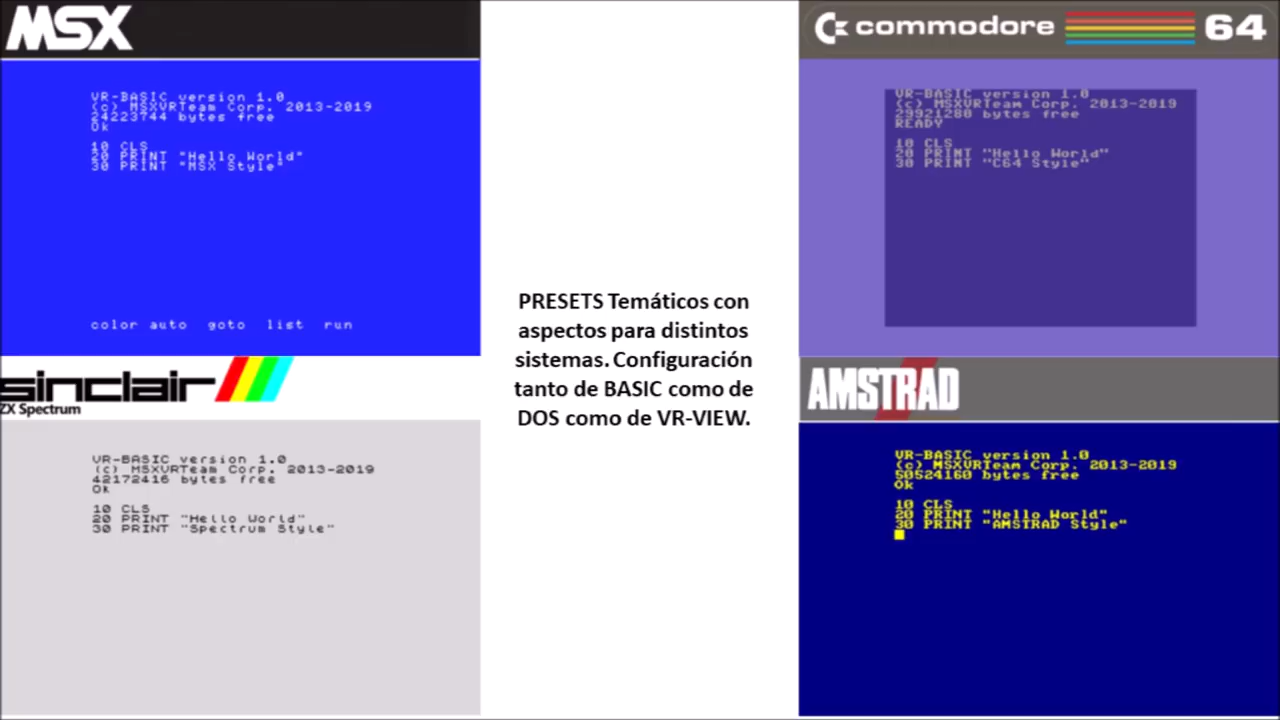 MSX
VR-BASIC version 1.0
(c) MSXVRTeam Corp. 2013-2019
24223744 bytes free
Ok
10 CLS
20 PRINT "Hello World"
30 PRINT "MSX Style"
color auto goto list run
commodore 64
VR-BASIC version 1.0
(c) MSXVRTeam Corp. 2013-2019
29921280 bytes free
READY
10 CLS
20 PRINT "Hello World"
30 PRINT "C64 Style"
PRESETS Temáticos con
aspectos para distintos
sistemas. Configuración
tanto de BASIC como de
DOS como de VR-VIEW.
sinclair
ZX Spectrum
VR-BASIC version 1.0
(c) MSXVRTeam Corp. 2013-2019
42172416 bytes free
Ok
10 CLS
20 PRINT "Hello World"
30 PRINT "Spectrum Style"
AMSTRAD
VR-BASIC version 1.0
(c) MSXVRTeam Corp. 2013-2019
50524160 bytes free
Ok
10 CLS
20 PRINT "Hello World"
30 PRINT "AMSTRAD Style"